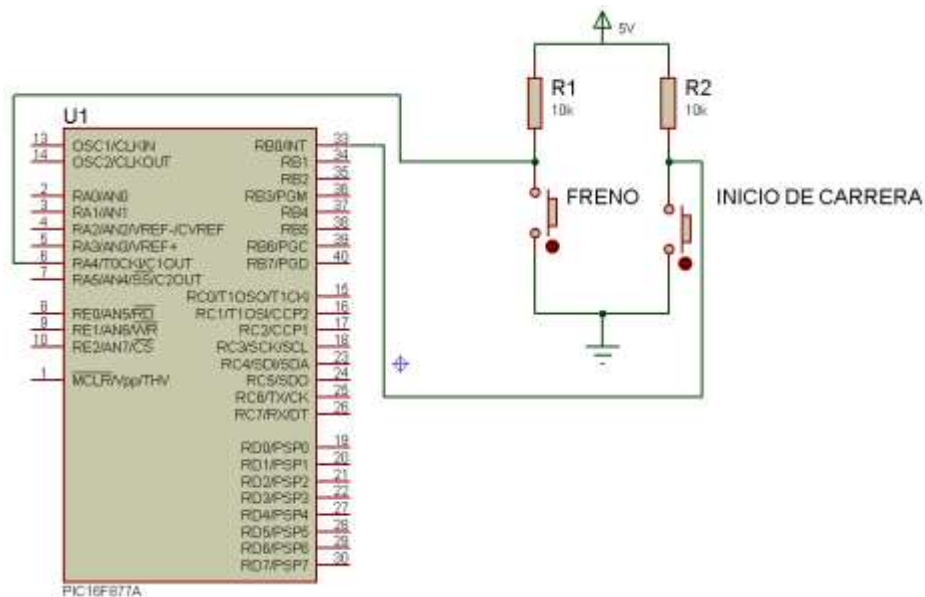 5V
R1
10k
R2
10k
FRENO
INICIO DE CARRERA
U1
13 OSC1/CLKIN
14 OSC2/CLKOUT
2 RA0/AN0
3 RA1/AN1
4 RA2/AN2/VREF-/CVREF
5 RA3/AN3/VREF+
6 RA4/T0CKI/C1OUT
7 RA5/AN4/SS/C2OUT
8 RE0/AN5/RD
9 RE1/AN6/WR
10 RE2/AN7/CS
1 MCLR/Vpp/THV
RB0/INT 33
RB1 34
RB2 35
RB3/PGM 36
RB4 37
RB5 38
RB6/PGC 39
RB7/PGD 40
RC0/T1OSO/T1CKI 15
RC1/T1OSI/CCP2 16
RC2/CCP1 17
RC3/SCK/SCL 18
RC4/SDI/SDA 23
RC5/SDO 24
RC6/TX/CK 25
RC7/RX/DT 26
RD0/PSP0 19
RD1/PSP1 20
RD2/PSP2 21
RD3/PSP3 22
RD4/PSP4 27
RD5/PSP5 28
RD6/PSP6 29
RD7/PSP7 30
PIC16F877A